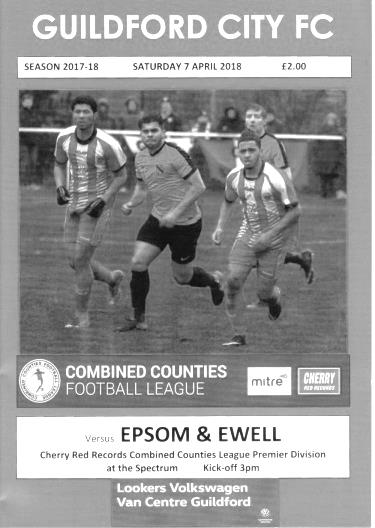 GUILDFORD CITY FC
SEASON 2017-18 SATURDAY 7 APRIL 2018 £2.00
COMBINED COUNTIES
FOOTBALL LEAGUE
mitre
CHERRY
RED RECORDS
Versus EPSOM & EWELL
Cherry Red Records Combined Counties League Premier Division
at the Spectrum Kick-off 3pm
Lookers Volkswagen
Van Centre Guildford